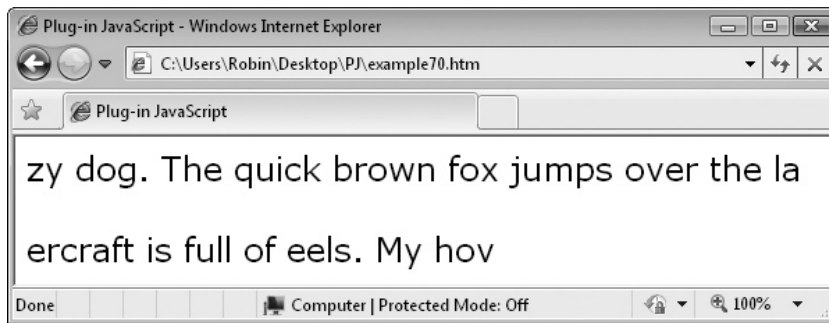 Plug-in JavaScript - Windows Internet Explorer
C:\Users\Robin\Desktop\PJ\example70.htm
Plug-in JavaScript
zy dog. The quick brown fox jumps over the la
ercraft is full of eels. My hov
Done Computer | Protected Mode: Off 100%